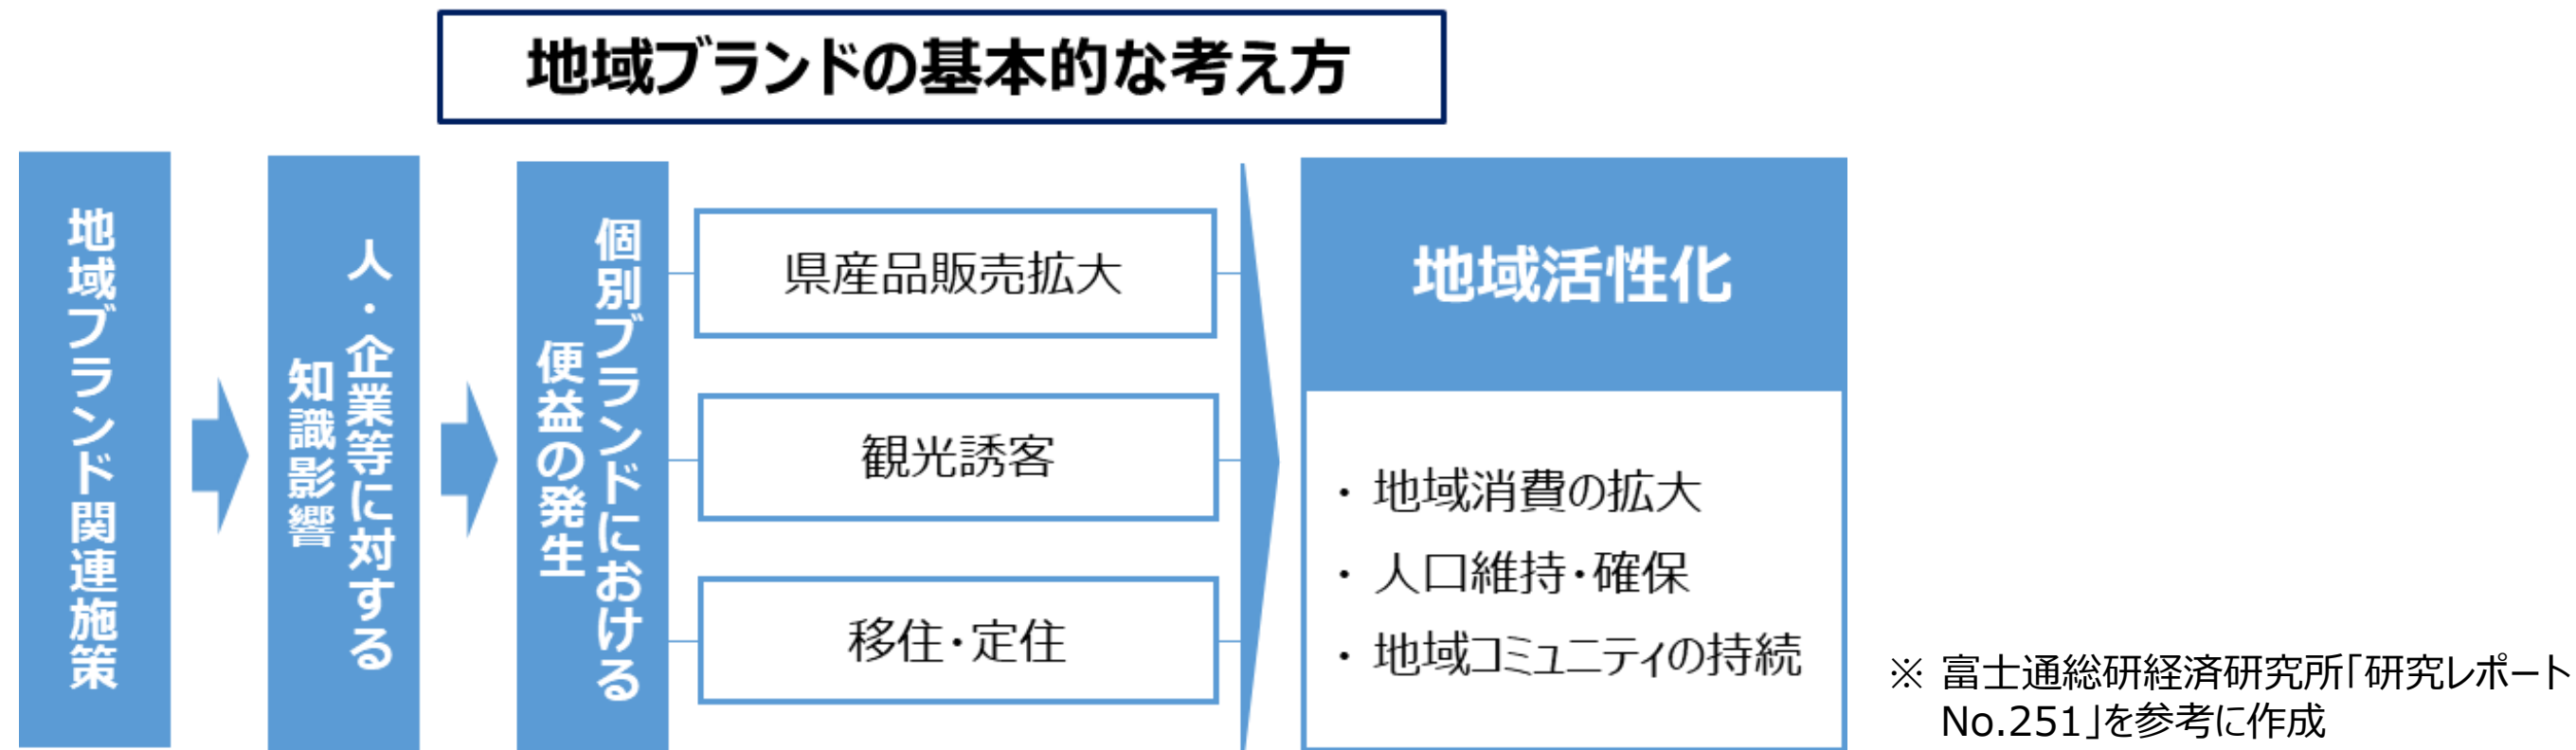 地域ブランドの基本的な考え方
地域ブランド関連施策
人・企業等に対する
知識影響
個別ブランドにおける
便益の発生
県産品販売拡大
観光誘客
移住・定住
地域活性化
・ 地域消費の拡大
・ 人口維持・確保
・ 地域コミュニティの持続
※ 富士通総研経済研究所「研究レポート
No.251」を参考に作成